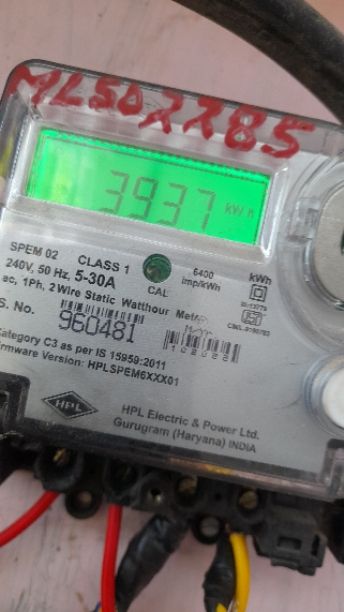 ML507785
3937 kWh
SPEM 02 CLASS 1 6400 kWh
240V, 50 Hz, 5-30A CAL imp/kWh
ac, 1Ph, 2 Wire Static Watthour Meter
S. No. 960481
Category C3 as per IS 15959:2011
Firmware Version: HPLSPEM6XXX01
HPL
HPL Electric & Power Ltd.
Gurugram (Haryana) INDIA